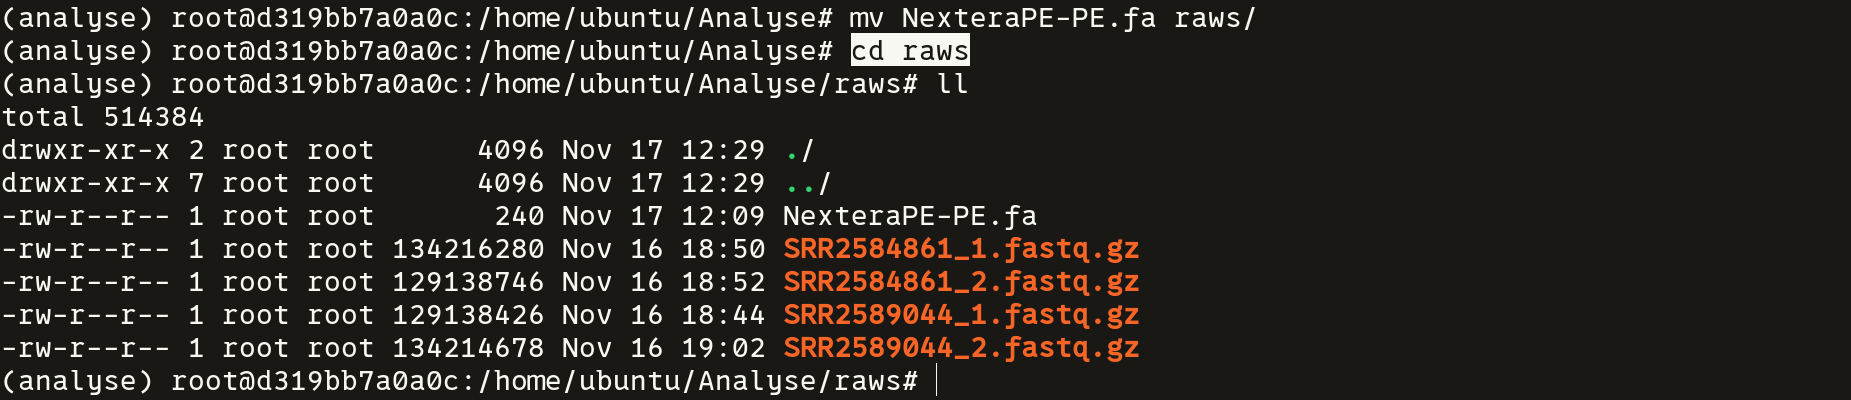 (analyse) root@d319bb7a0a0c:/home/ubuntu/Analyse# mv NexteraPE-PE.fa raws/
(analyse) root@d319bb7a0a0c:/home/ubuntu/Analyse# cd raws
(analyse) root@d319bb7a0a0c:/home/ubuntu/Analyse/raws# ll
total 514384
drwxr-xr-x 2 root root      4096 Nov 17 12:29 ./
drwxr-xr-x 7 root root      4096 Nov 17 12:29 ../
-rw-r--r-- 1 root root       240 Nov 17 12:09 NexteraPE-PE.fa
-rw-r--r-- 1 root root 134216280 Nov 16 18:50 SRR2584861_1.fastq.gz
-rw-r--r-- 1 root root 129138746 Nov 16 18:52 SRR2584861_2.fastq.gz
-rw-r--r-- 1 root root 129138426 Nov 16 18:44 SRR2589044_1.fastq.gz
-rw-r--r-- 1 root root 134214678 Nov 16 19:02 SRR2589044_2.fastq.gz
(analyse) root@d319bb7a0a0c:/home/ubuntu/Analyse/raws#